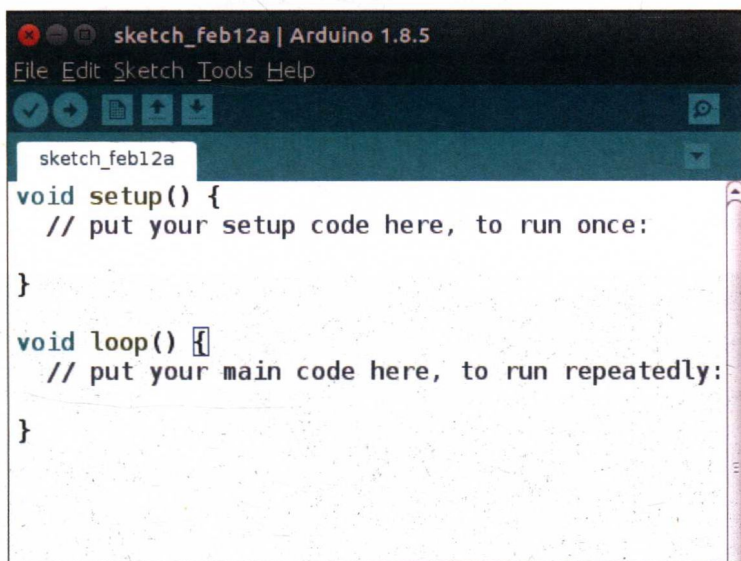 sketch_feb12a | Arduino 1.8.5
File Edit Sketch Tools Help
sketch_feb12a
void setup() {
  // put your setup code here, to run once:
}
void loop() {
  // put your main code here, to run repeatedly:
}